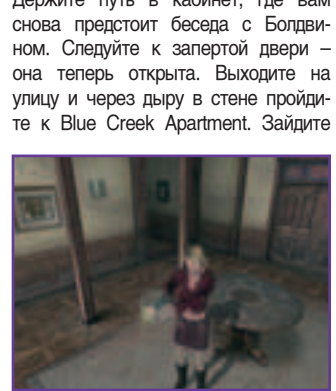 Держите путь в кабинет, где вам
снова предстоит беседа с Болдви-
ном. Следуйте к запертой двери –
она теперь открыта. Выходите на
улицу и через дыру в стене пройди-
те к Blue Creek Apartment. Зайдите